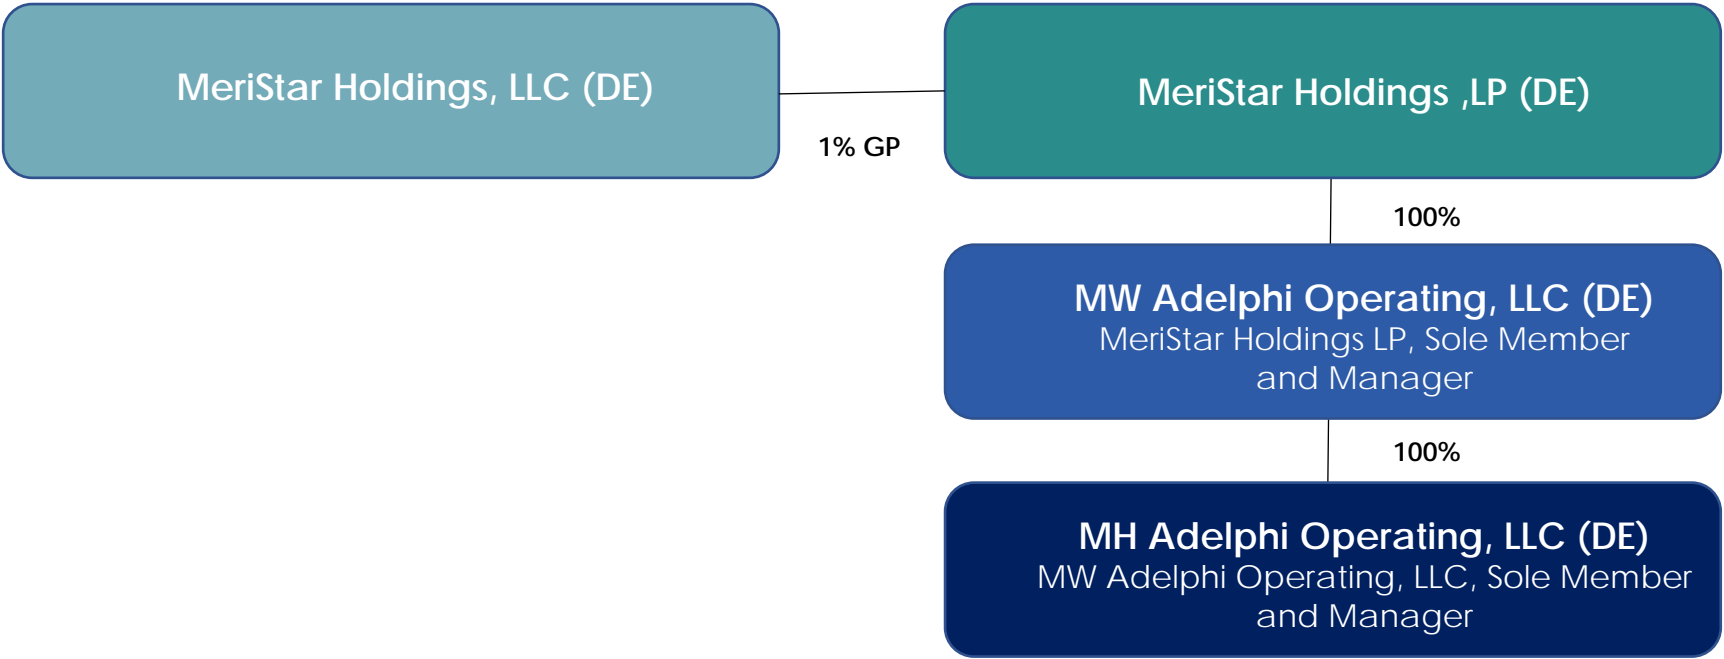 MeriStar Holdings, LLC (DE)
MeriStar Holdings ,LP (DE)
1% GP
100%
MW Adelphi Operating, LLC (DE)
MeriStar Holdings LP, Sole Member
and Manager
100%
MH Adelphi Operating, LLC (DE)
MW Adelphi Operating, LLC, Sole Member
and Manager